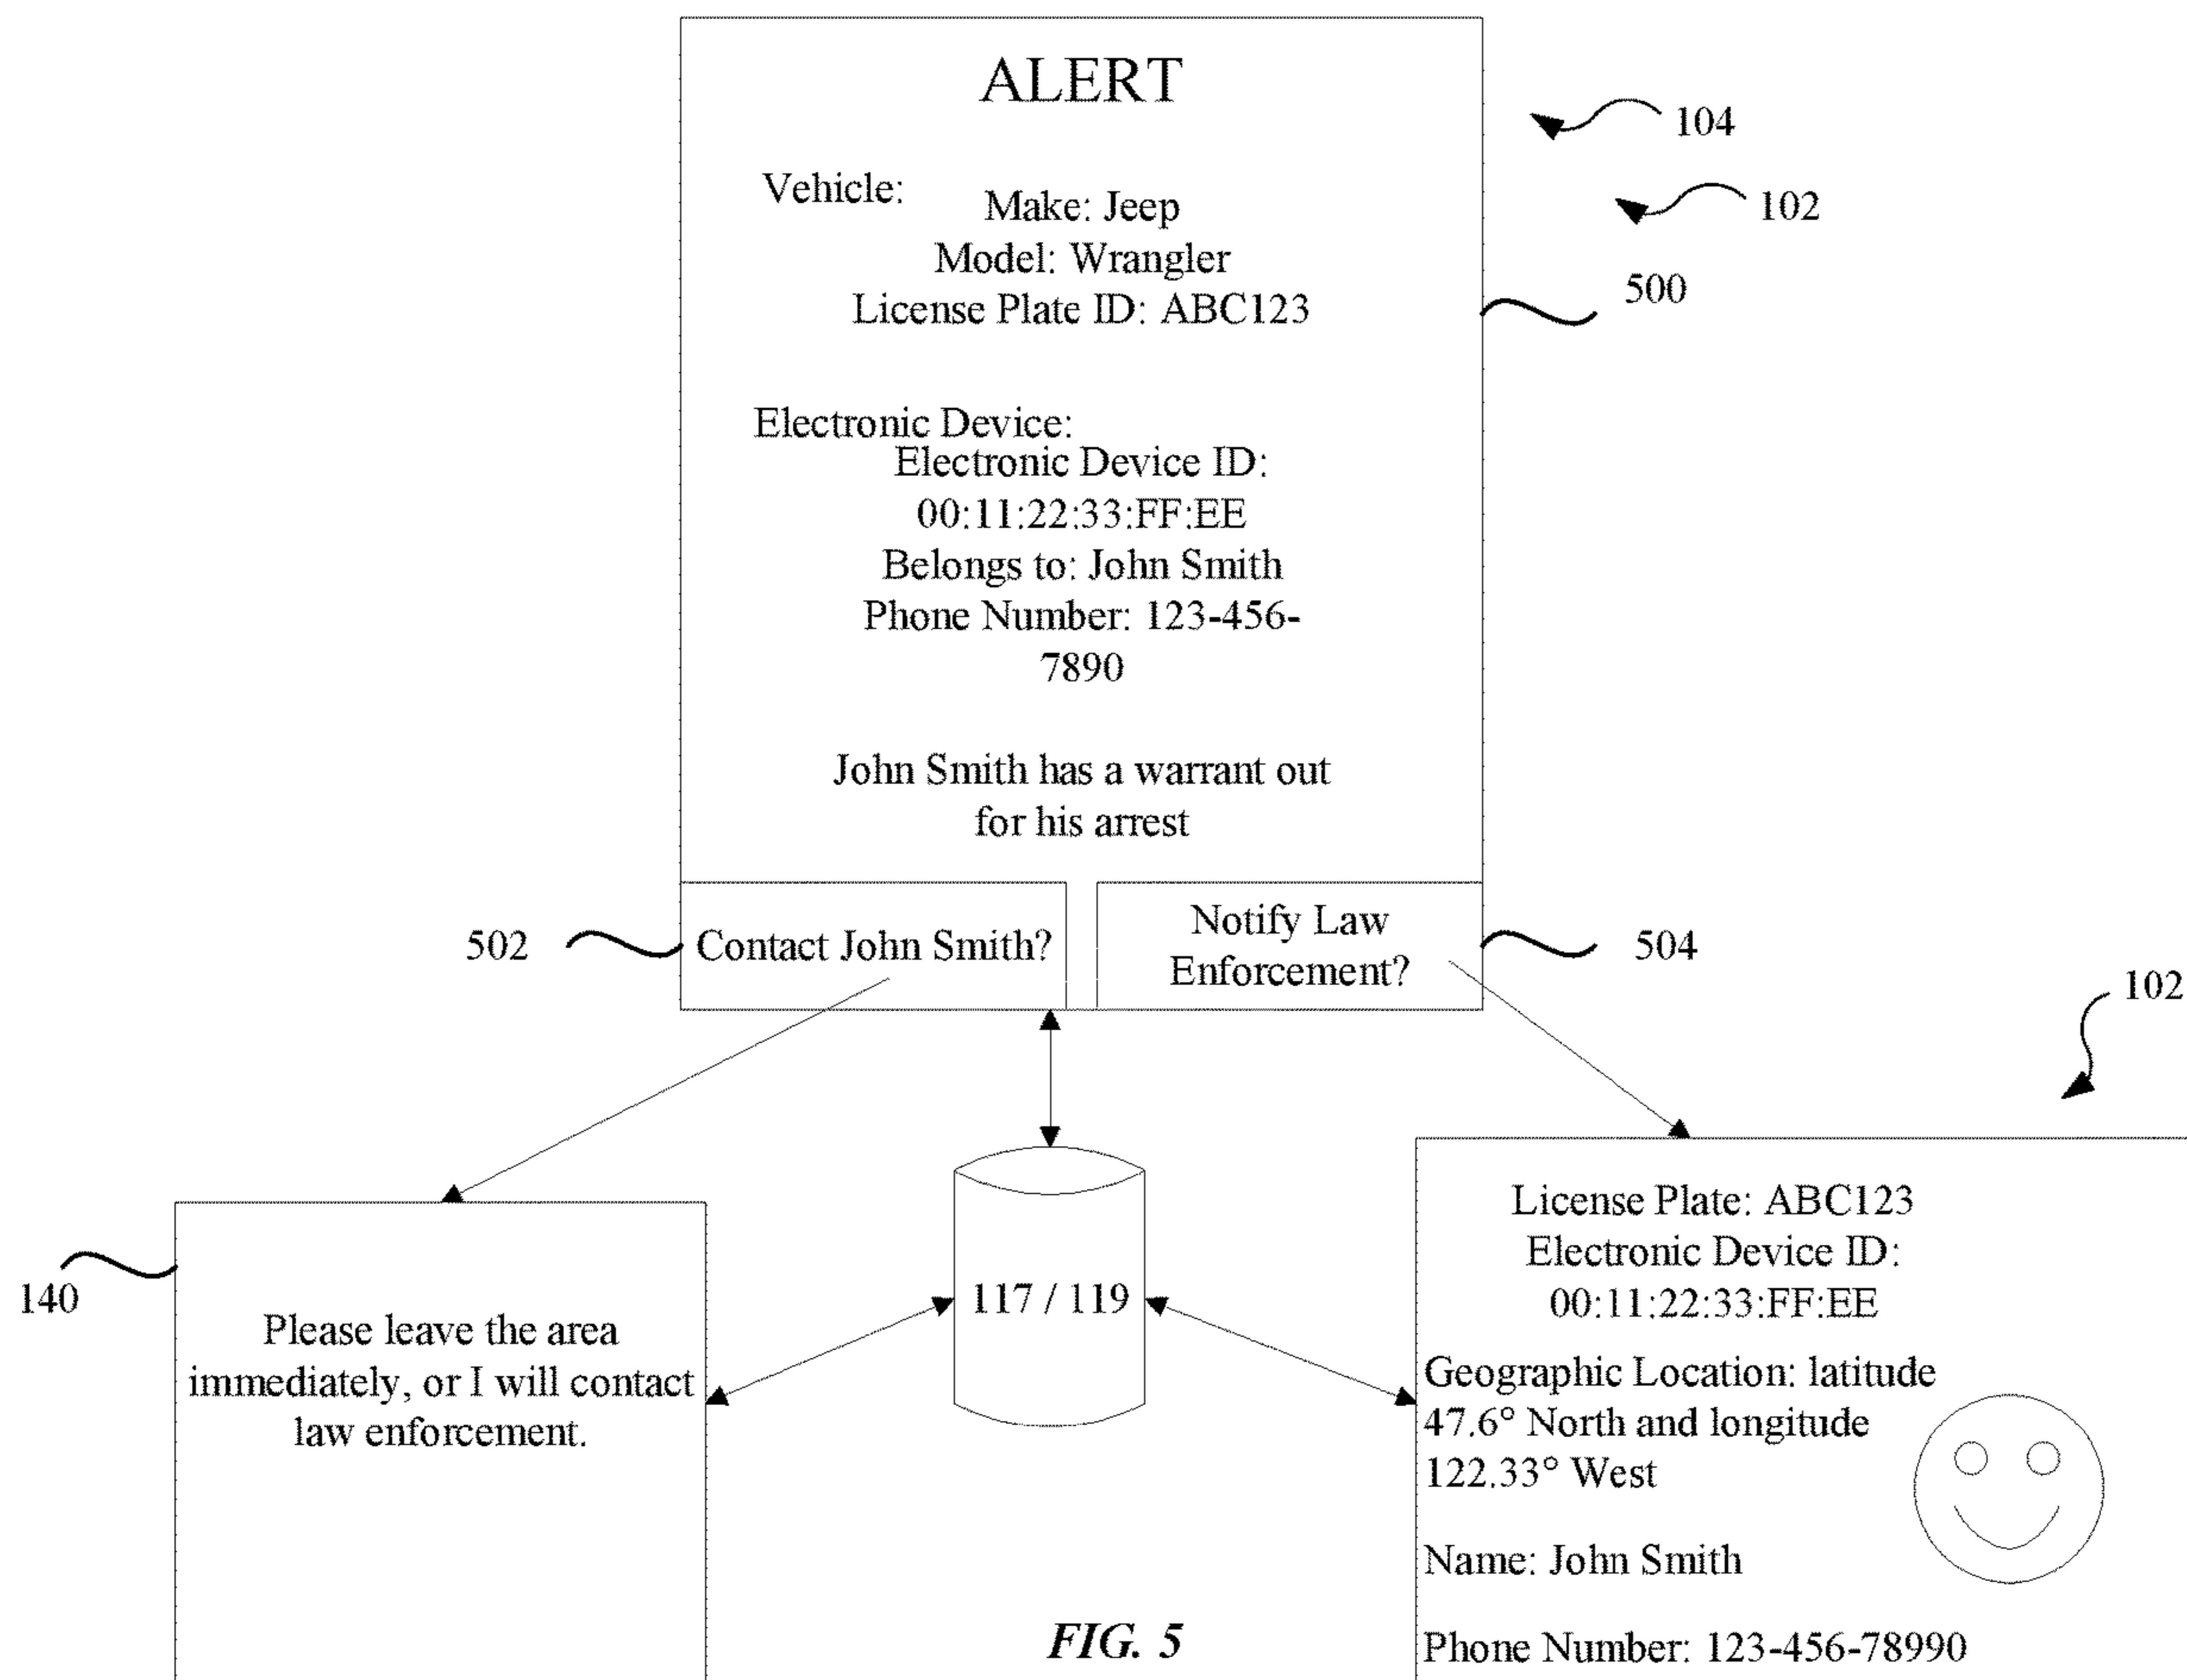 ALERT
104
Vehicle:
Make: Jeep
102
Model: Wrangler
License Plate ID: ABC123
500
Electronic Device:
Electronic Device ID:
00:11:22:33:FF:EE
Belongs to: John Smith
Phone Number: 123-456-
7890
John Smith has a warrant out
for his arrest
502
Contact John Smith?
Notify Law
Enforcement?
504
102
140
Please leave the area
immediately, or I will contact
law enforcement.
117 / 119
License Plate: ABC123
Electronic Device ID:
00:11:22:33:FF:EE
Geographic Location: latitude
47.6° North and longitude
122.33° West
Name: John Smith
Phone Number: 123-456-78990
FIG. 5